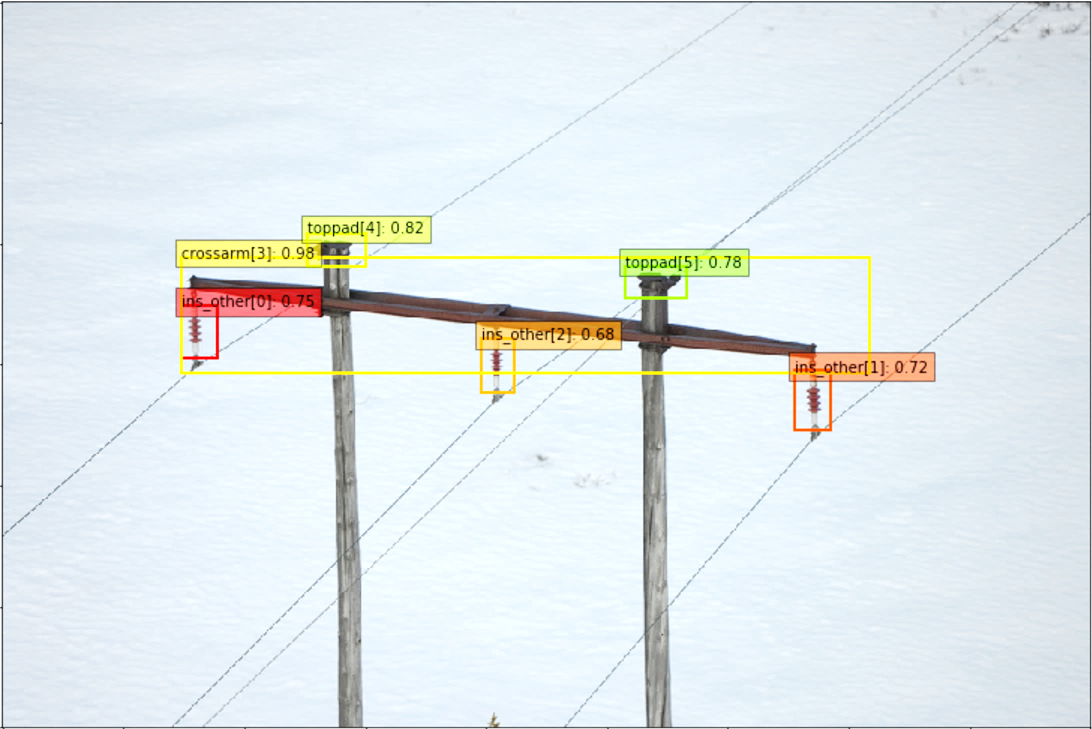 toppad[4]: 0.82
crossarm[3]: 0.98
toppad[5]: 0.78
ins_other[0]: 0.75
ins_other[2]: 0.68
ins_other[1]: 0.72